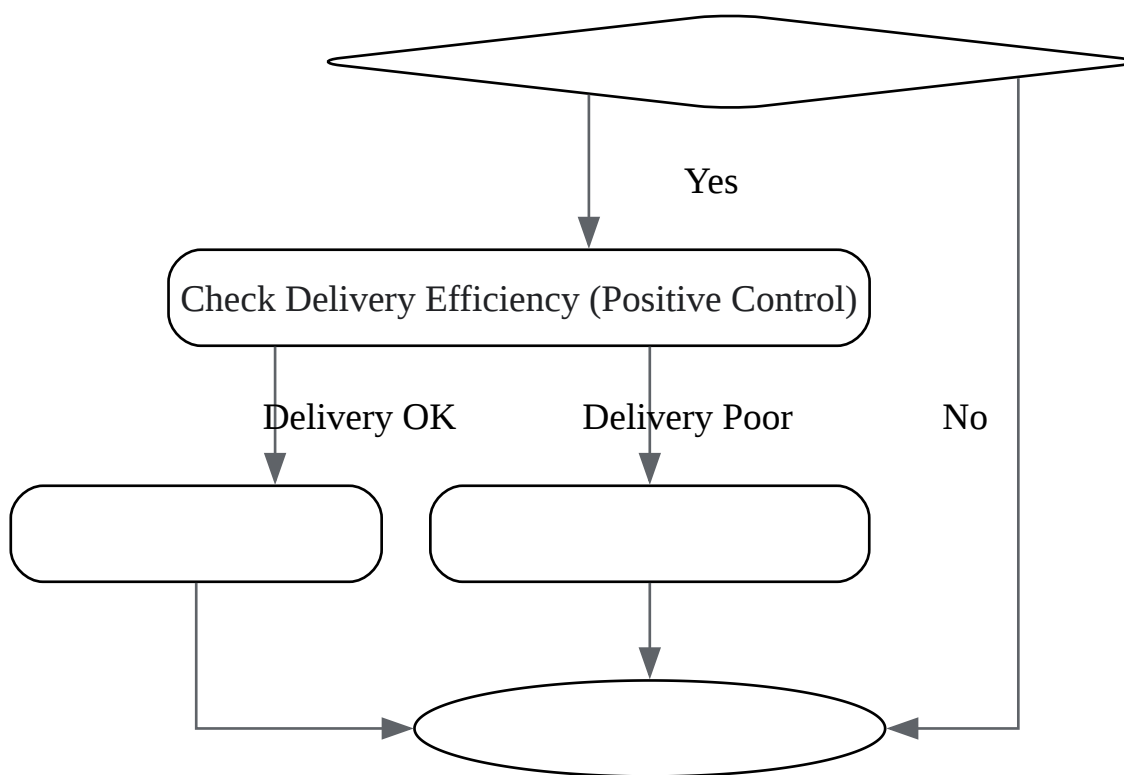 Yes
Check Delivery Efficiency (Positive Control)
Delivery OK
Delivery Poor
No